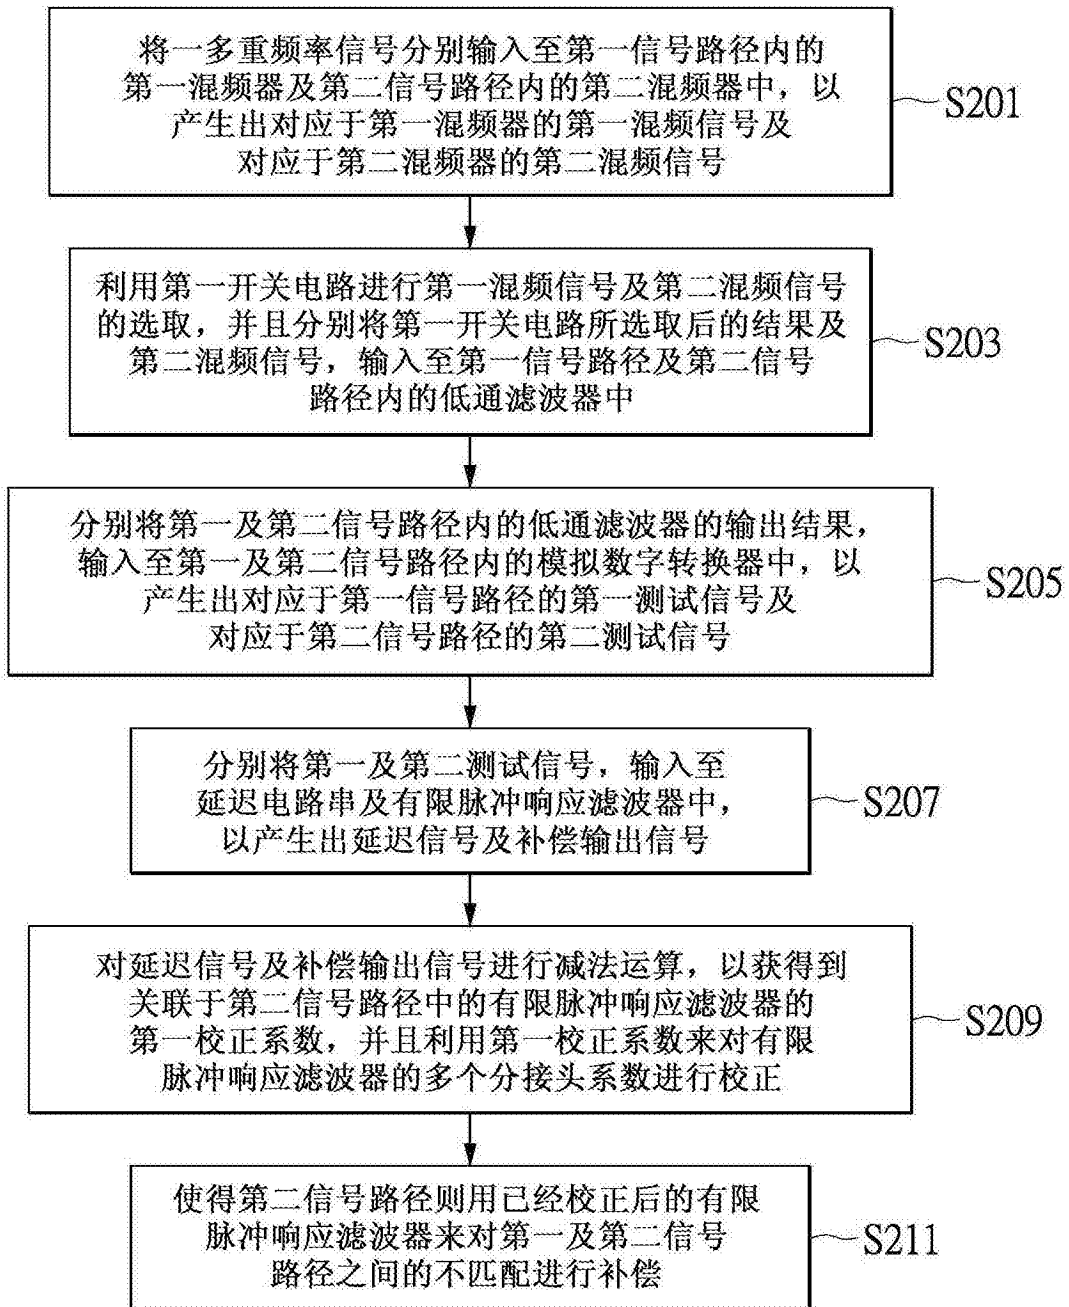 将一多重频率信号分别输入至第一信号路径内的
第一混频器及第二信号路径内的第二混频器中，以
产生出对应于第一混频器的第一混频信号及
对应于第二混频器的第二混频信号
S201
利用第一开关电路进行第一混频信号及第二混频信号
的选取，并且分别将第一开关电路所选取后的结果及
第二混频信号，输入至第一信号路径及第二信号
路径内的低通滤波器中
S203
分别将第一及第二信号路径内的低通滤波器的输出结果，
输入至第一及第二信号路径内的模拟数字转换器中，以
产生出对应于第一信号路径的第一测试信号及
对应于第二信号路径的第二测试信号
S205
分别将第一及第二测试信号，输入至
延迟电路串及有限脉冲响应滤波器中，
以产生出延迟信号及补偿输出信号
S207
对延迟信号及补偿输出信号进行减法运算，以获得到
关联于第二信号路径中的有限脉冲响应滤波器的
第一校正系数，并且利用第一校正系数来对有限
脉冲响应滤波器的多个分接头系数进行校正
S209
使得第二信号路径则用已经校正后的有限
脉冲响应滤波器来对第一及第二信号
路径之间的不匹配进行补偿
S211